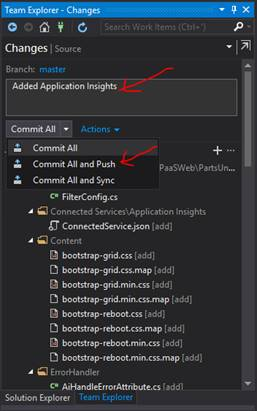 Team Explorer - Changes
Search Work Items (Ctrl+')
Changes | Source
Branch: master
Added Application Insights
Commit All Actions
Commit All
Commit All and Push
Commit All and Sync
PaaSWeb\PartsUn...
FilterConfig.cs
Connected Services\Application Insights
ConnectedService.json [add]
Content
bootstrap-grid.css [add]
bootstrap-grid.css.map [add]
bootstrap-grid.min.css [add]
bootstrap-grid.min.css.map [add]
bootstrap-reboot.css [add]
bootstrap-reboot.css.map [add]
bootstrap-reboot.min.css [add]
bootstrap-reboot.min.css.map [add]
ErrorHandler
AiHandleErrorAttribute.cs [add]
Solution Explorer Team Explorer